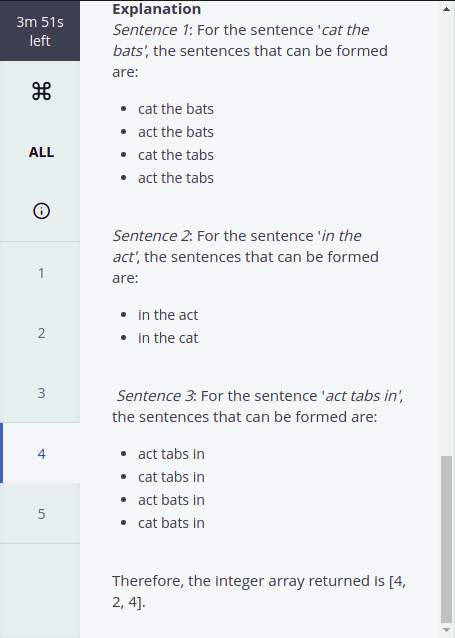 3m 51s
left
⌘
ALL
1
2
3
4
5
Explanation
Sentence 1: For the sentence 'cat the
bats', the sentences that can be formed
are:
• cat the bats
• act the bats
• cat the tabs
• act the tabs
Sentence 2: For the sentence 'in the
act', the sentences that can be formed
are:
• in the act
• in the cat
Sentence 3: For the sentence 'act tabs in',
the sentences that can be formed are:
• act tabs in
• cat tabs in
• act bats in
• cat bats in
Therefore, the integer array returned is [4,
2, 4].